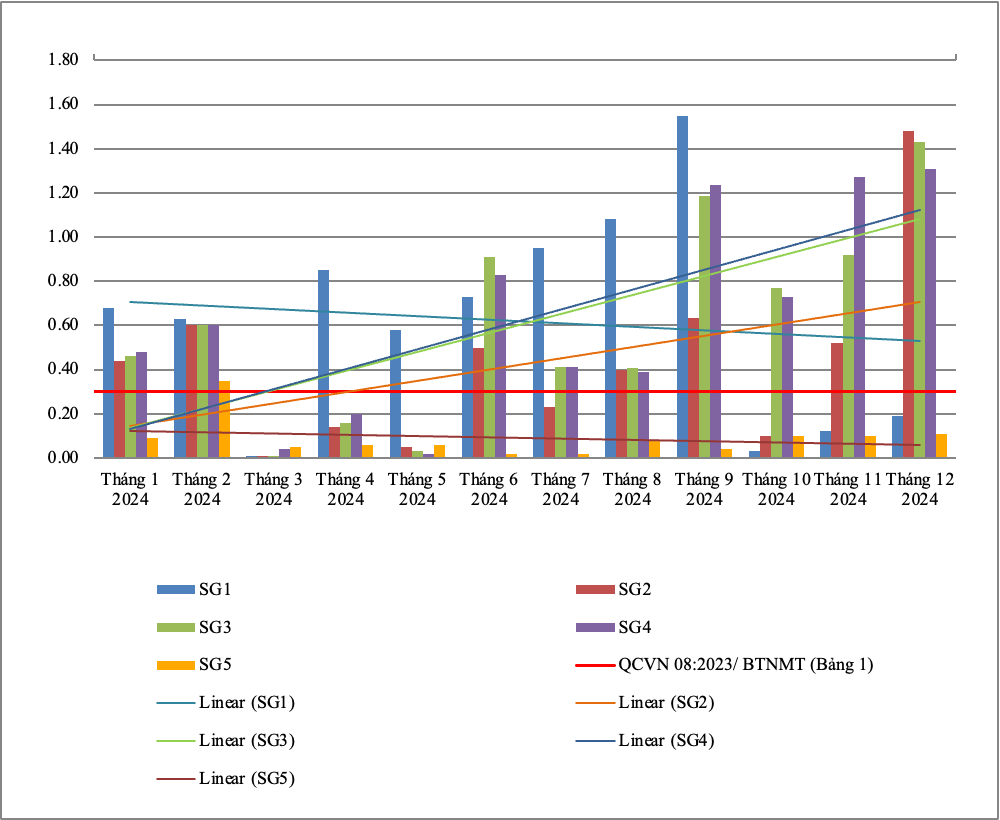 1.80
1.60
1.40
1.20
1.00
0.80
0.60
0.40
0.20
0.00
Tháng 1 Tháng 2 Tháng 3 Tháng 4 Tháng 5 Tháng 6 Tháng 7 Tháng 8 Tháng 9 Tháng 10 Tháng 11 Tháng 12
2024 2024 2024 2024 2024 2024 2024 2024 2024 2024 2024 2024
SG1 SG2
SG3 SG4
SG5 QCVN 08:2023/ BTNMT (Bảng 1)
Linear (SG1) Linear (SG2)
Linear (SG3) Linear (SG4)
Linear (SG5)